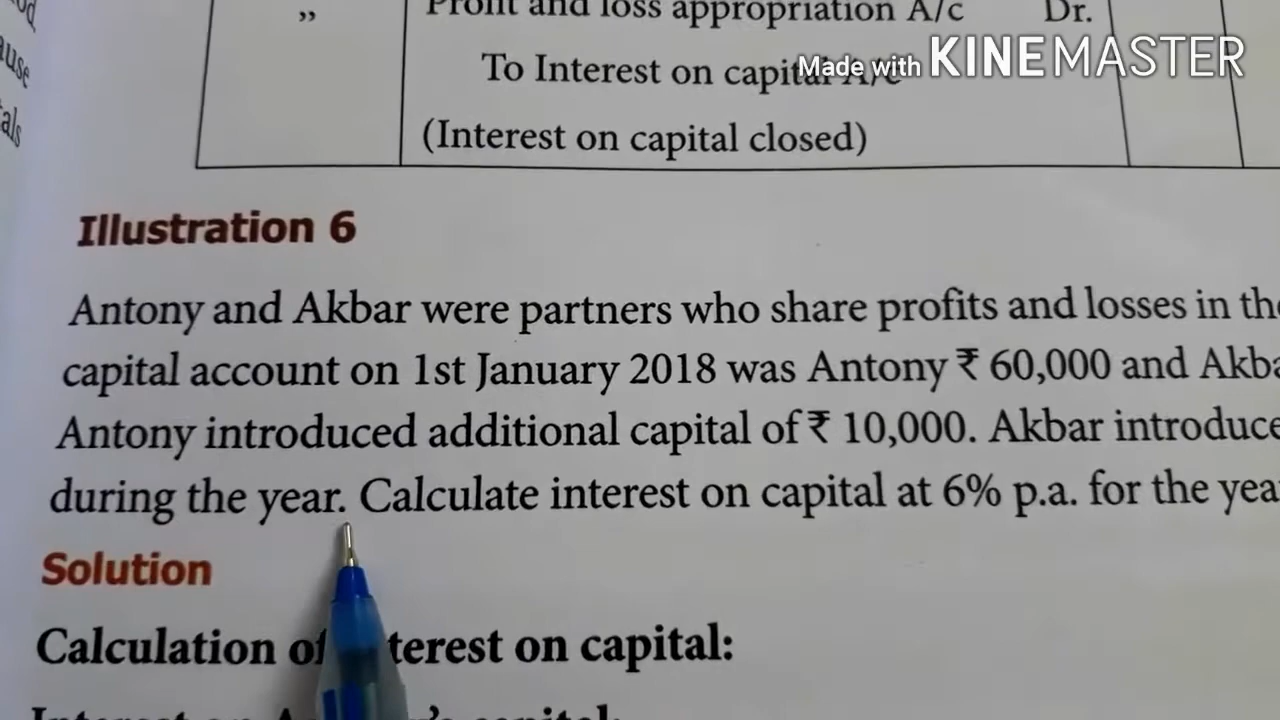 ”
Profit and loss appropriation A/c Dr.
To Interest on capital A/c
Made with KINEMASTER
(Interest on capital closed)
Illustration 6
Antony and Akbar were partners who share profits and losses in the
capital account on 1st January 2018 was Antony ₹ 60,000 and Akba
Antony introduced additional capital of ₹ 10,000. Akbar introduce
during the year. Calculate interest on capital at 6% p.a. for the yea
Solution
Calculation of terest on capital: